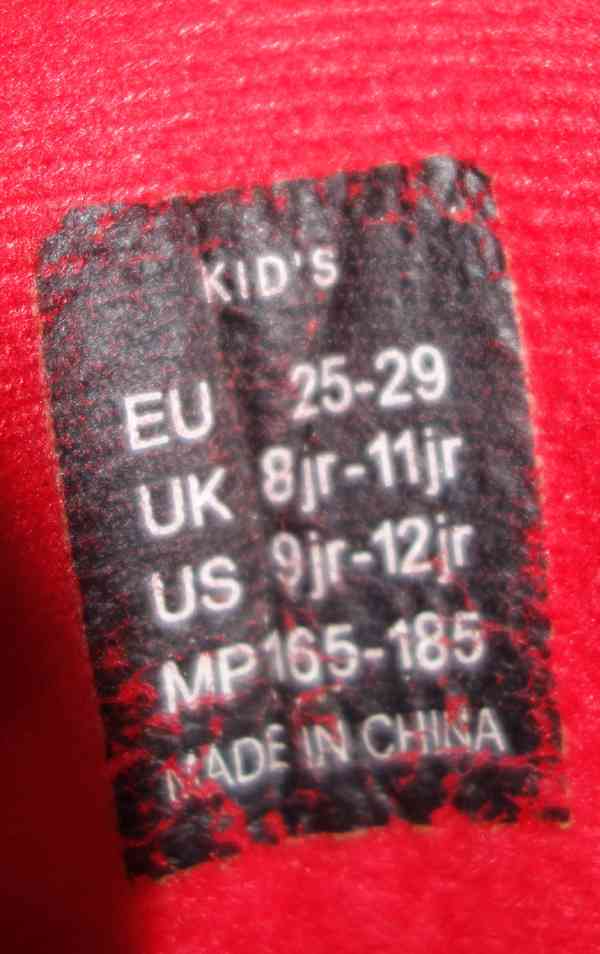 KID'S
EU 25-29
UK 8jr-11jr
US 9jr-12jr
MP165-185
MADE IN CHINA